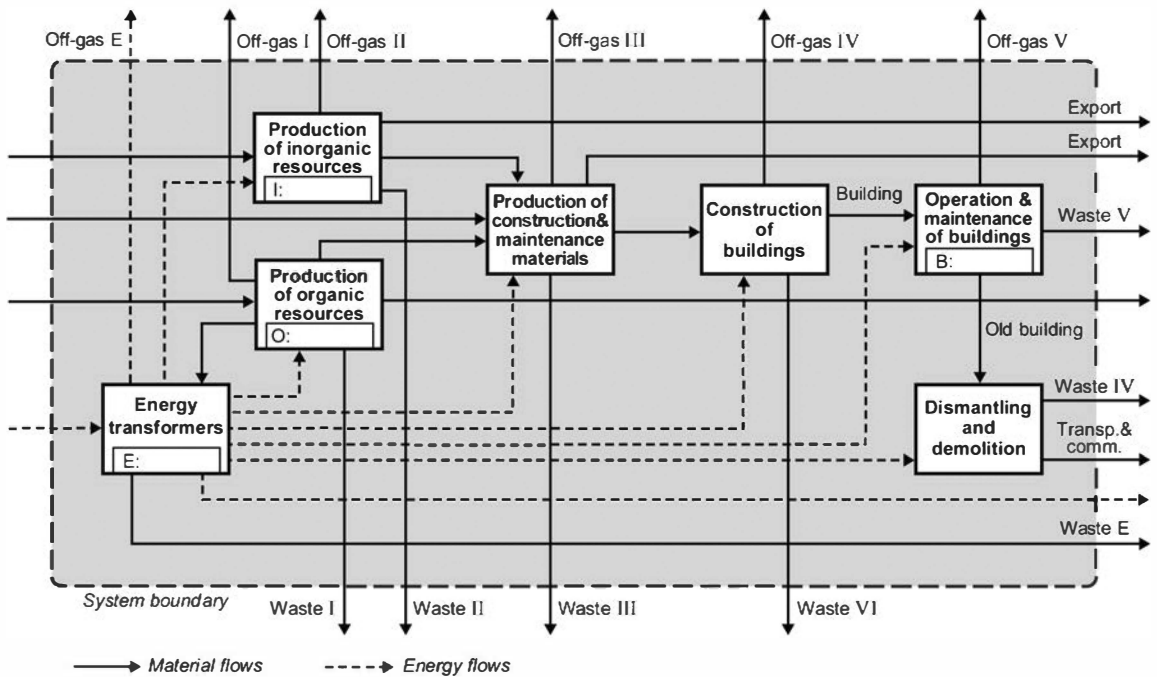 Off-gas E
Off-gas I
Off-gas II
Off-gas III
Off-gas IV
Off-gas V
Export
Export
Production
of inorganic
resources
I:
Production of
construction&
maintenance
materials
Construction
of
buildings
Building
Operation &
maintenance
of buildings
B:
Waste V
Production
of organic
resources
O:
Old building
Energy
transformers
E:
Dismantling
and
demolition
Waste IV
Transp.&
comm.
Waste E
System boundary
Waste I
Waste II
Waste III
Waste VI
Material flows
Energy flows